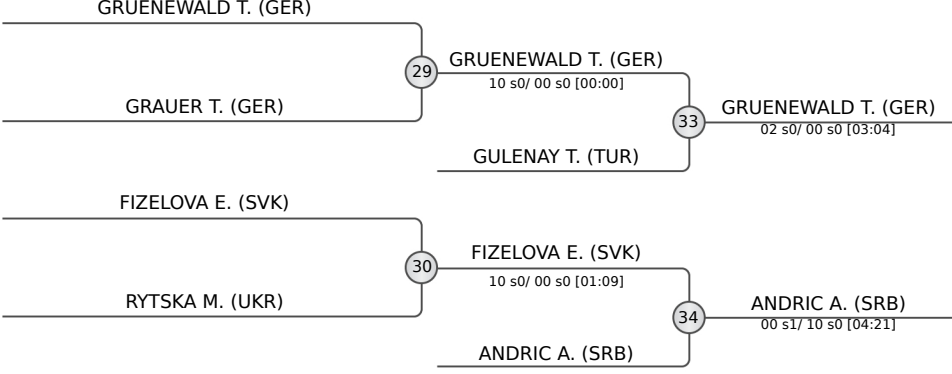 GRUENEWALD T. (GER)
29
GRUENEWALD T. (GER)
10 s0/ 00 s0 [00:00]
GRAUER T. (GER)
33
GRUENEWALD T. (GER)
02 s0/ 00 s0 [03:04]
GULENAY T. (TUR)
FIZELOVA E. (SVK)
30
FIZELOVA E. (SVK)
10 s0/ 00 s0 [01:09]
RYTSKA M. (UKR)
34
ANDRIC A. (SRB)
00 s1/ 10 s0 [04:21]
ANDRIC A. (SRB)